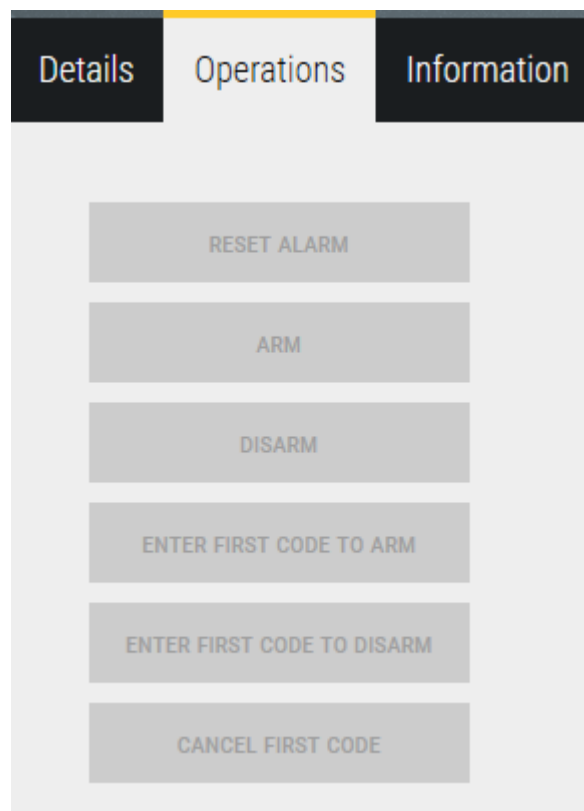 Details Operations Information
RESET ALARM
ARM
DISARM
ENTER FIRST CODE TO ARM
ENTER FIRST CODE TO DISARM
CANCEL FIRST CODE